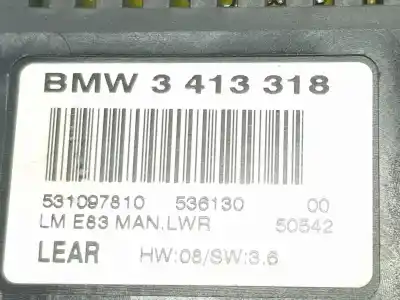 BMW 3 413 318
531097810 536130 00
LM E83 MAN.LWR 50542
LEAR HW:08/SW:3.6